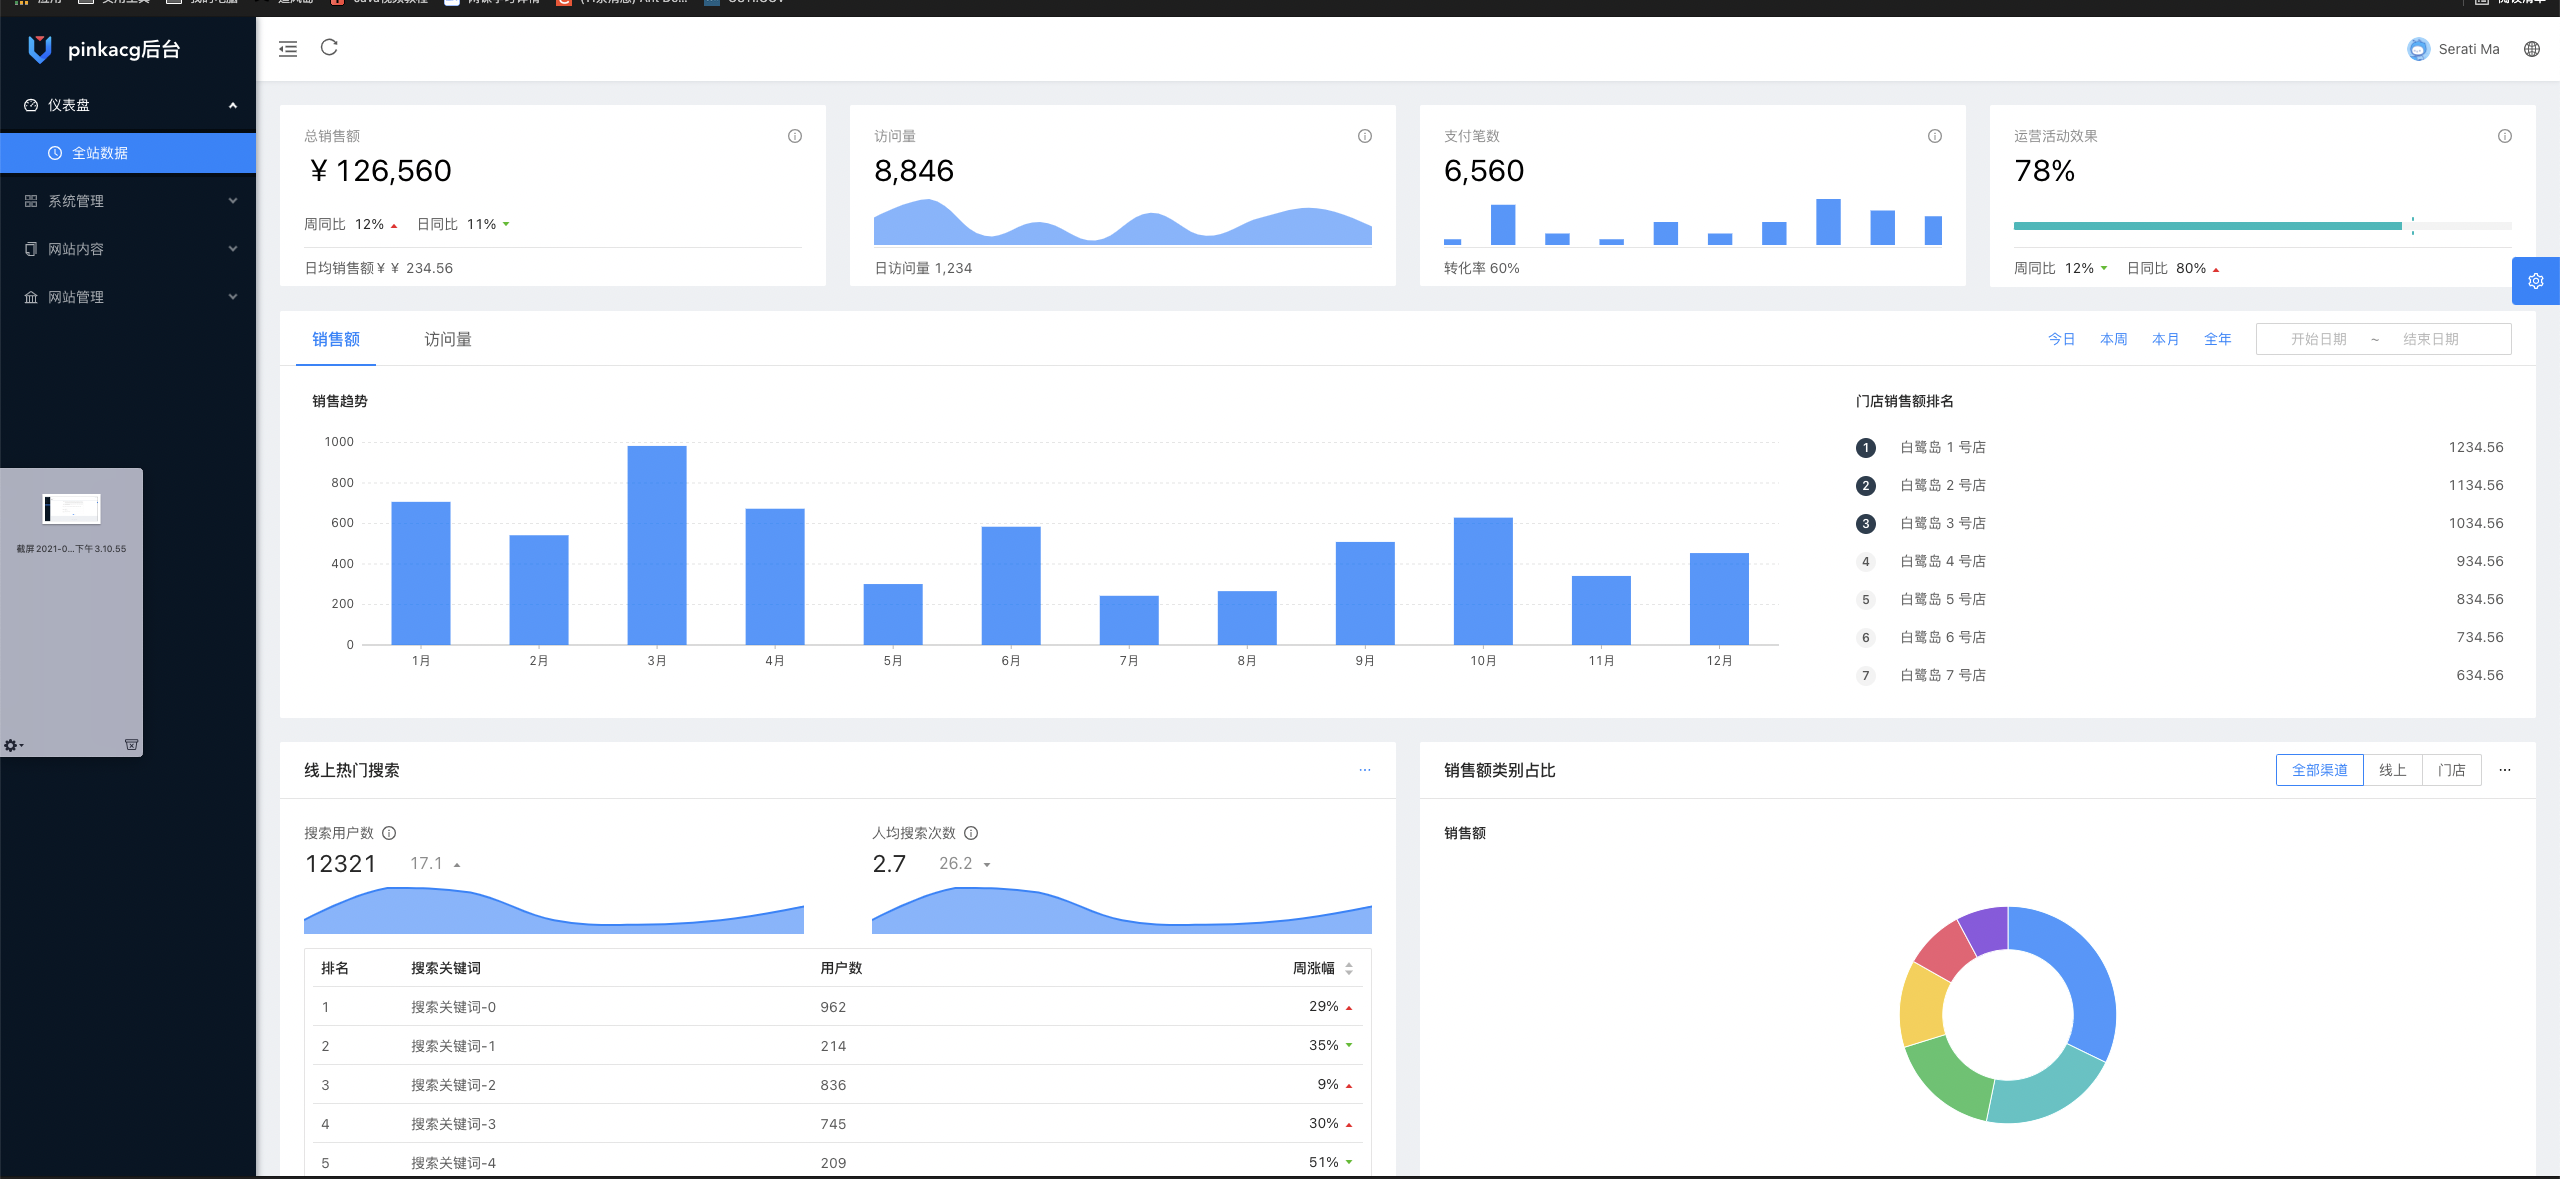 pinkacg后台
Serati Ma
仪表盘
全站数据
系统管理
网站内容
网站管理
截屏 2021-0...下午3.10.55
总销售额
¥ 126,560
周同比 12% 日同比 11%
日均销售额¥ ¥ 234.56
访问量
8,846
日访问量 1,234
支付笔数
6,560
转化率 60%
运营活动效果
78%
周同比 12% 日同比 80%
销售额 访问量
今日 本周 本月 全年 开始日期 ~ 结束日期
销售趋势
1000
800
600
400
200
0
1月 2月 3月 4月 5月 6月 7月 8月 9月 10月 11月 12月
门店销售额排名
1 白鹭岛 1 号店 1234.56
2 白鹭岛 2 号店 1134.56
3 白鹭岛 3 号店 1034.56
4 白鹭岛 4 号店 934.56
5 白鹭岛 5 号店 834.56
6 白鹭岛 6 号店 734.56
7 白鹭岛 7 号店 634.56
线上热门搜索
搜索用户数
12321 17.1
人均搜索次数
2.7 26.2
排名 搜索关键词 用户数 周涨幅
1 搜索关键词-0 962 29%
2 搜索关键词-1 214 35%
3 搜索关键词-2 836 9%
4 搜索关键词-3 745 30%
5 搜索关键词-4 209 51%
销售额类别占比
全部渠道 线上 门店
销售额